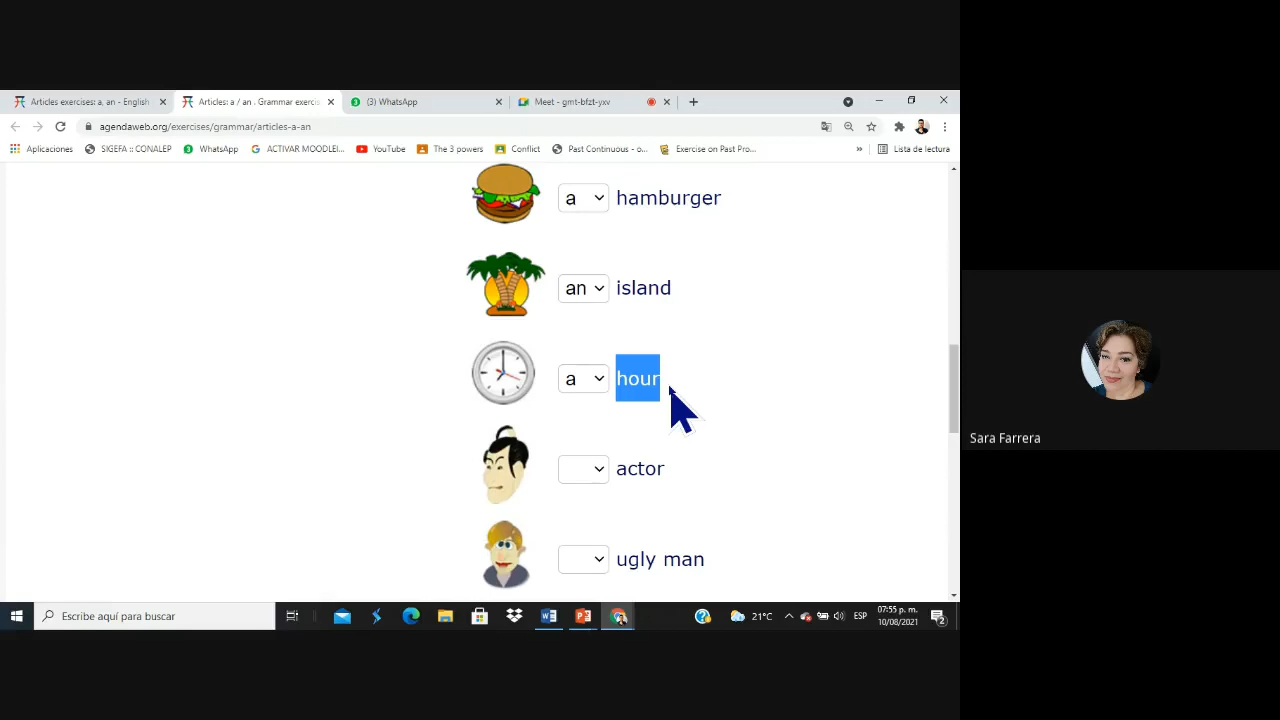 Articles exercises: a, an - English
Articles: a / an . Grammar exercis
(3) WhatsApp
Meet - gmt-bfzt-yxv
agendaweb.org/exercises/grammar/articles-a-an
Aplicaciones
SIGEFA :: CONALEP
WhatsApp
ACTIVAR MOODLEI...
YouTube
The 3 powers
Conflict
Past Continuous - o...
Exercise on Past Pro...
»
Lista de lectura
a hamburger
an island
a hour
actor
ugly man
Sara Farrera
Escribe aquí para buscar
21°C
ESP
07:55 p. m.
10/08/2021
2